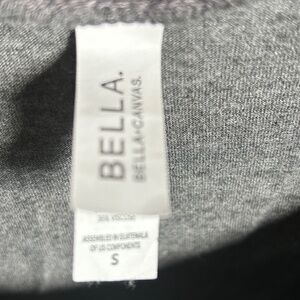 BELLA.
BELLA+CANVAS.
ASSEMBLED IN GUATEMALA
OF US COMPONENTS
S